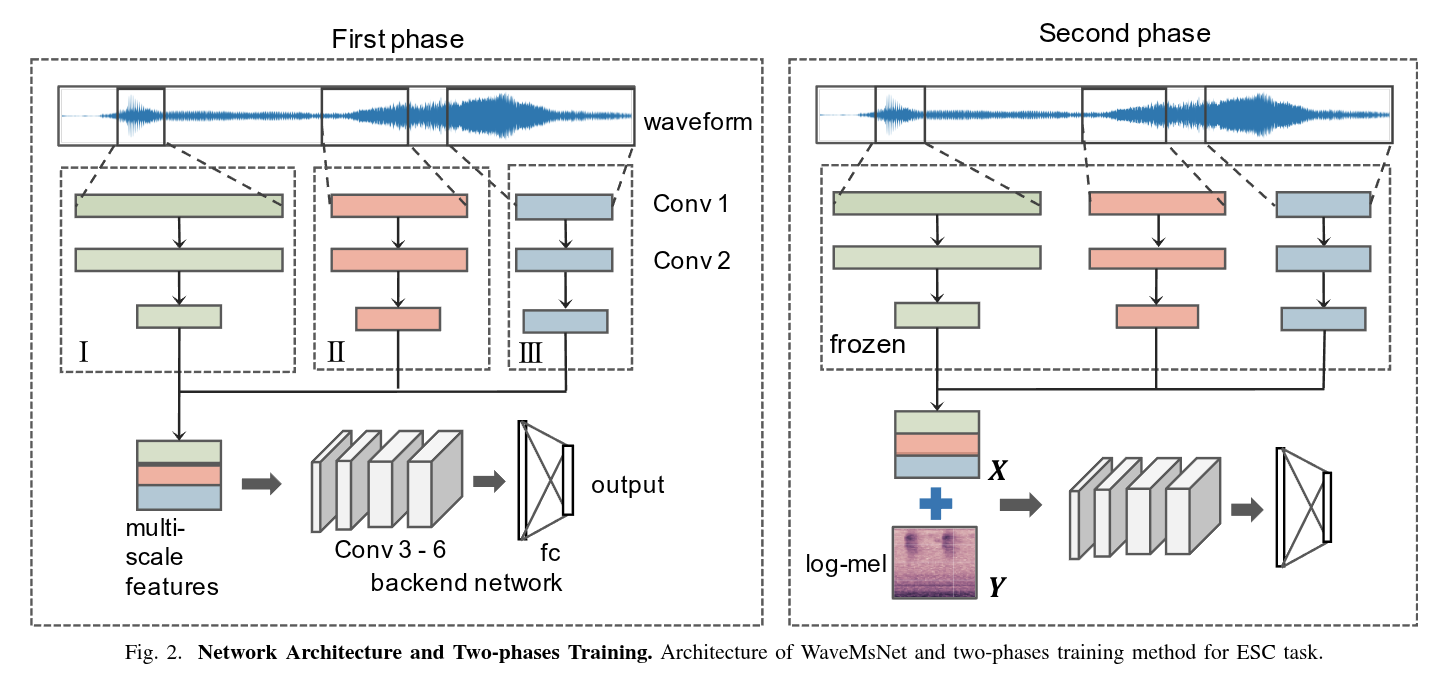 First phase
waveform
Conv 1
Conv 2
I
II
III
multi-
scale
features
Conv 3 - 6
backend network
fc
output
Second phase
frozen
X
log-mel
Y
Fig. 2. Network Architecture and Two-phases Training. Architecture of WaveMsNet and two-phases training method for ESC task.